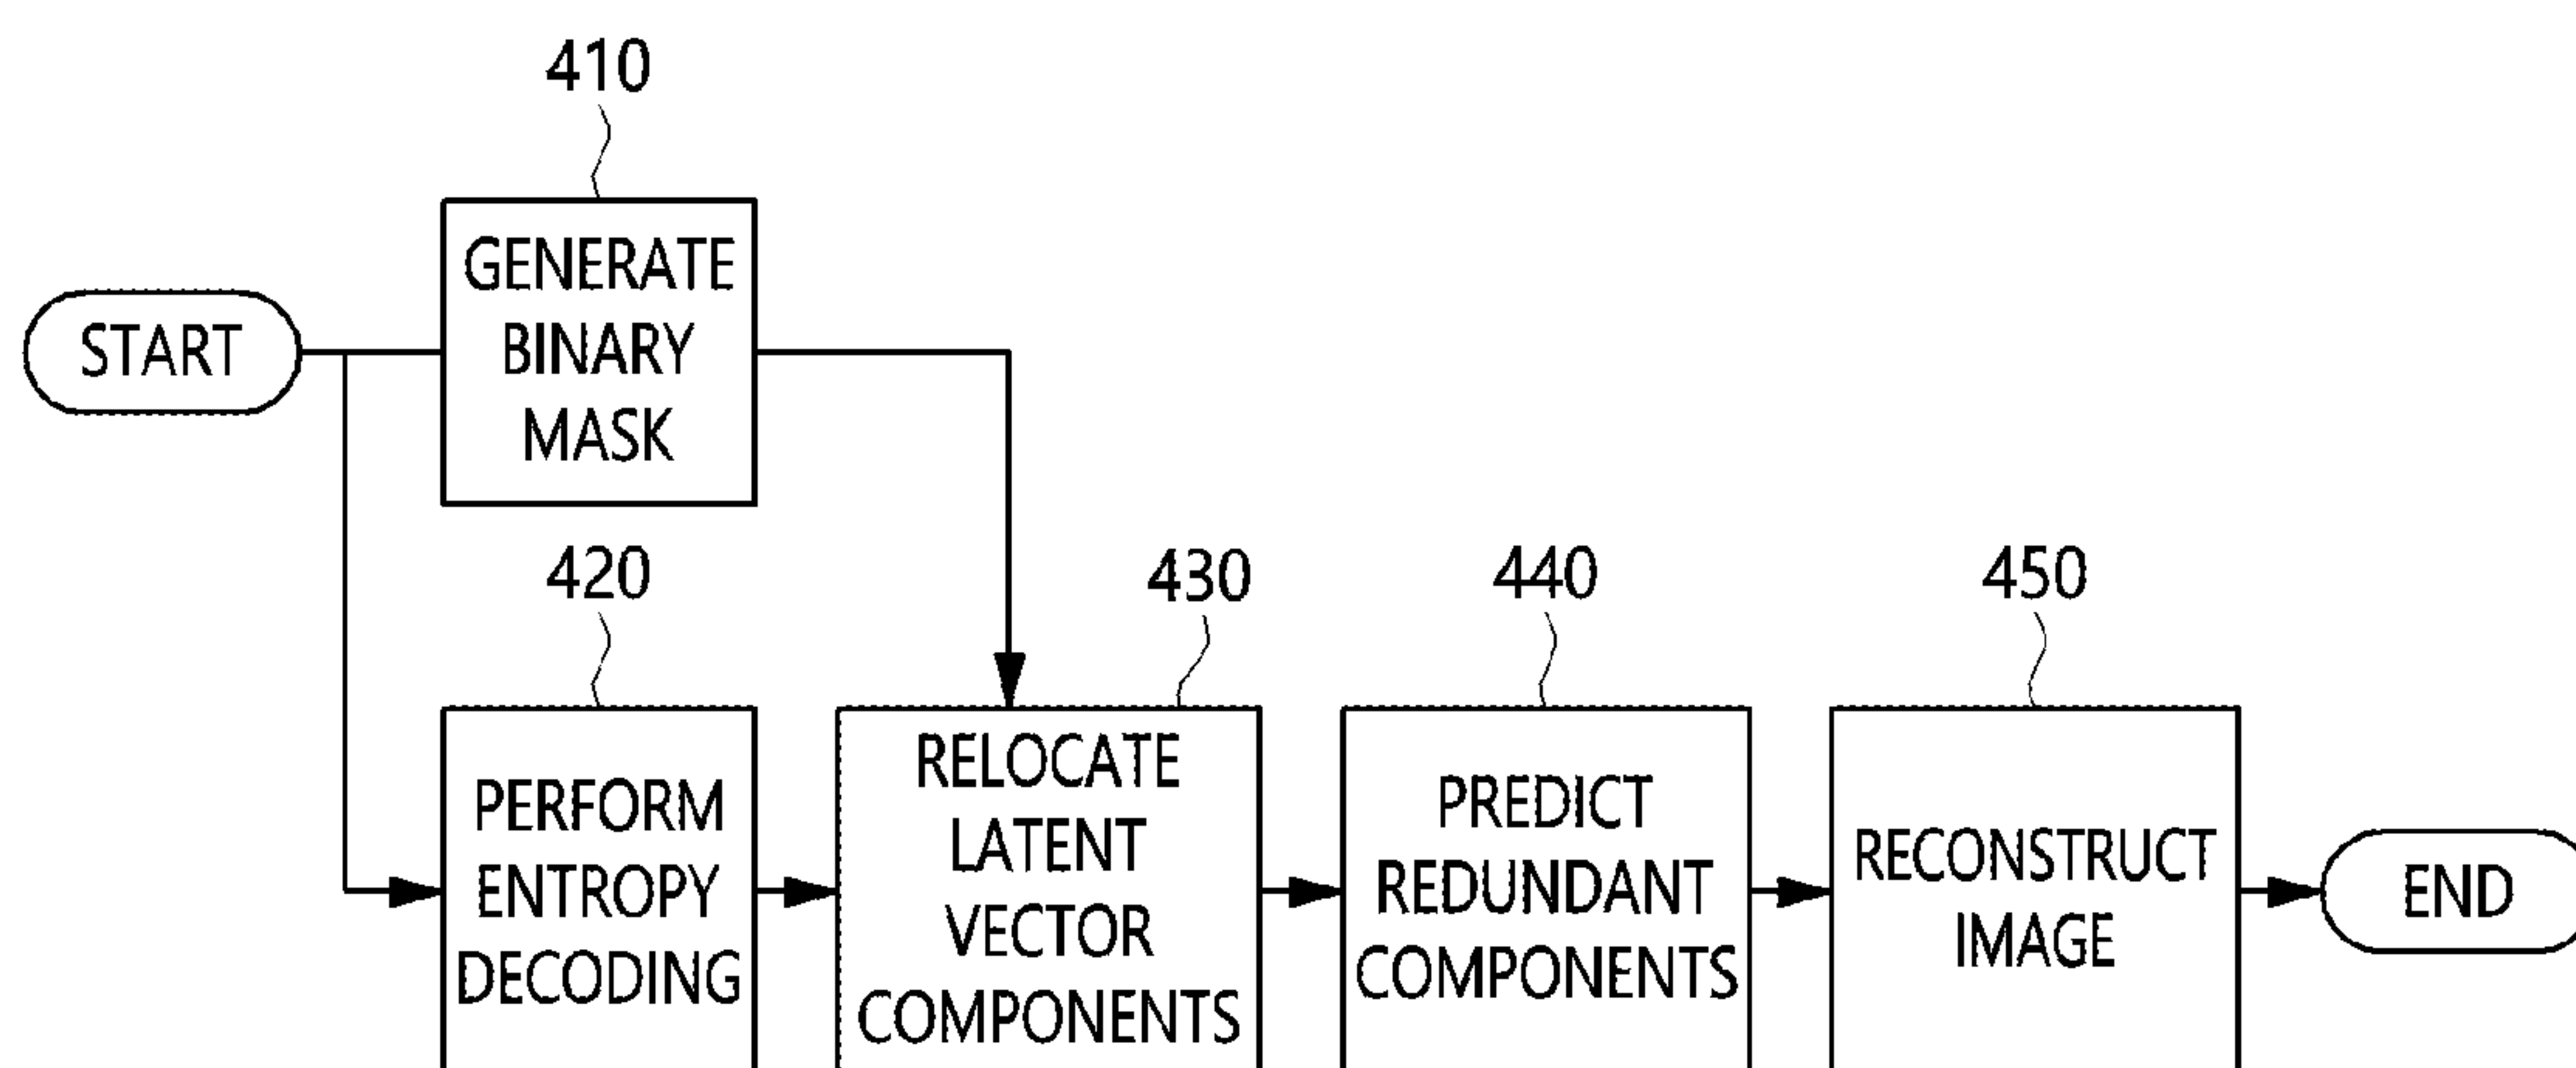 410
START
GENERATE
BINARY
MASK
420
430
440
450
PERFORM
ENTROPY
DECODING
RELOCATE
LATENT
VECTOR
COMPONENTS
PREDICT
REDUNDANT
COMPONENTS
RECONSTRUCT
IMAGE
END